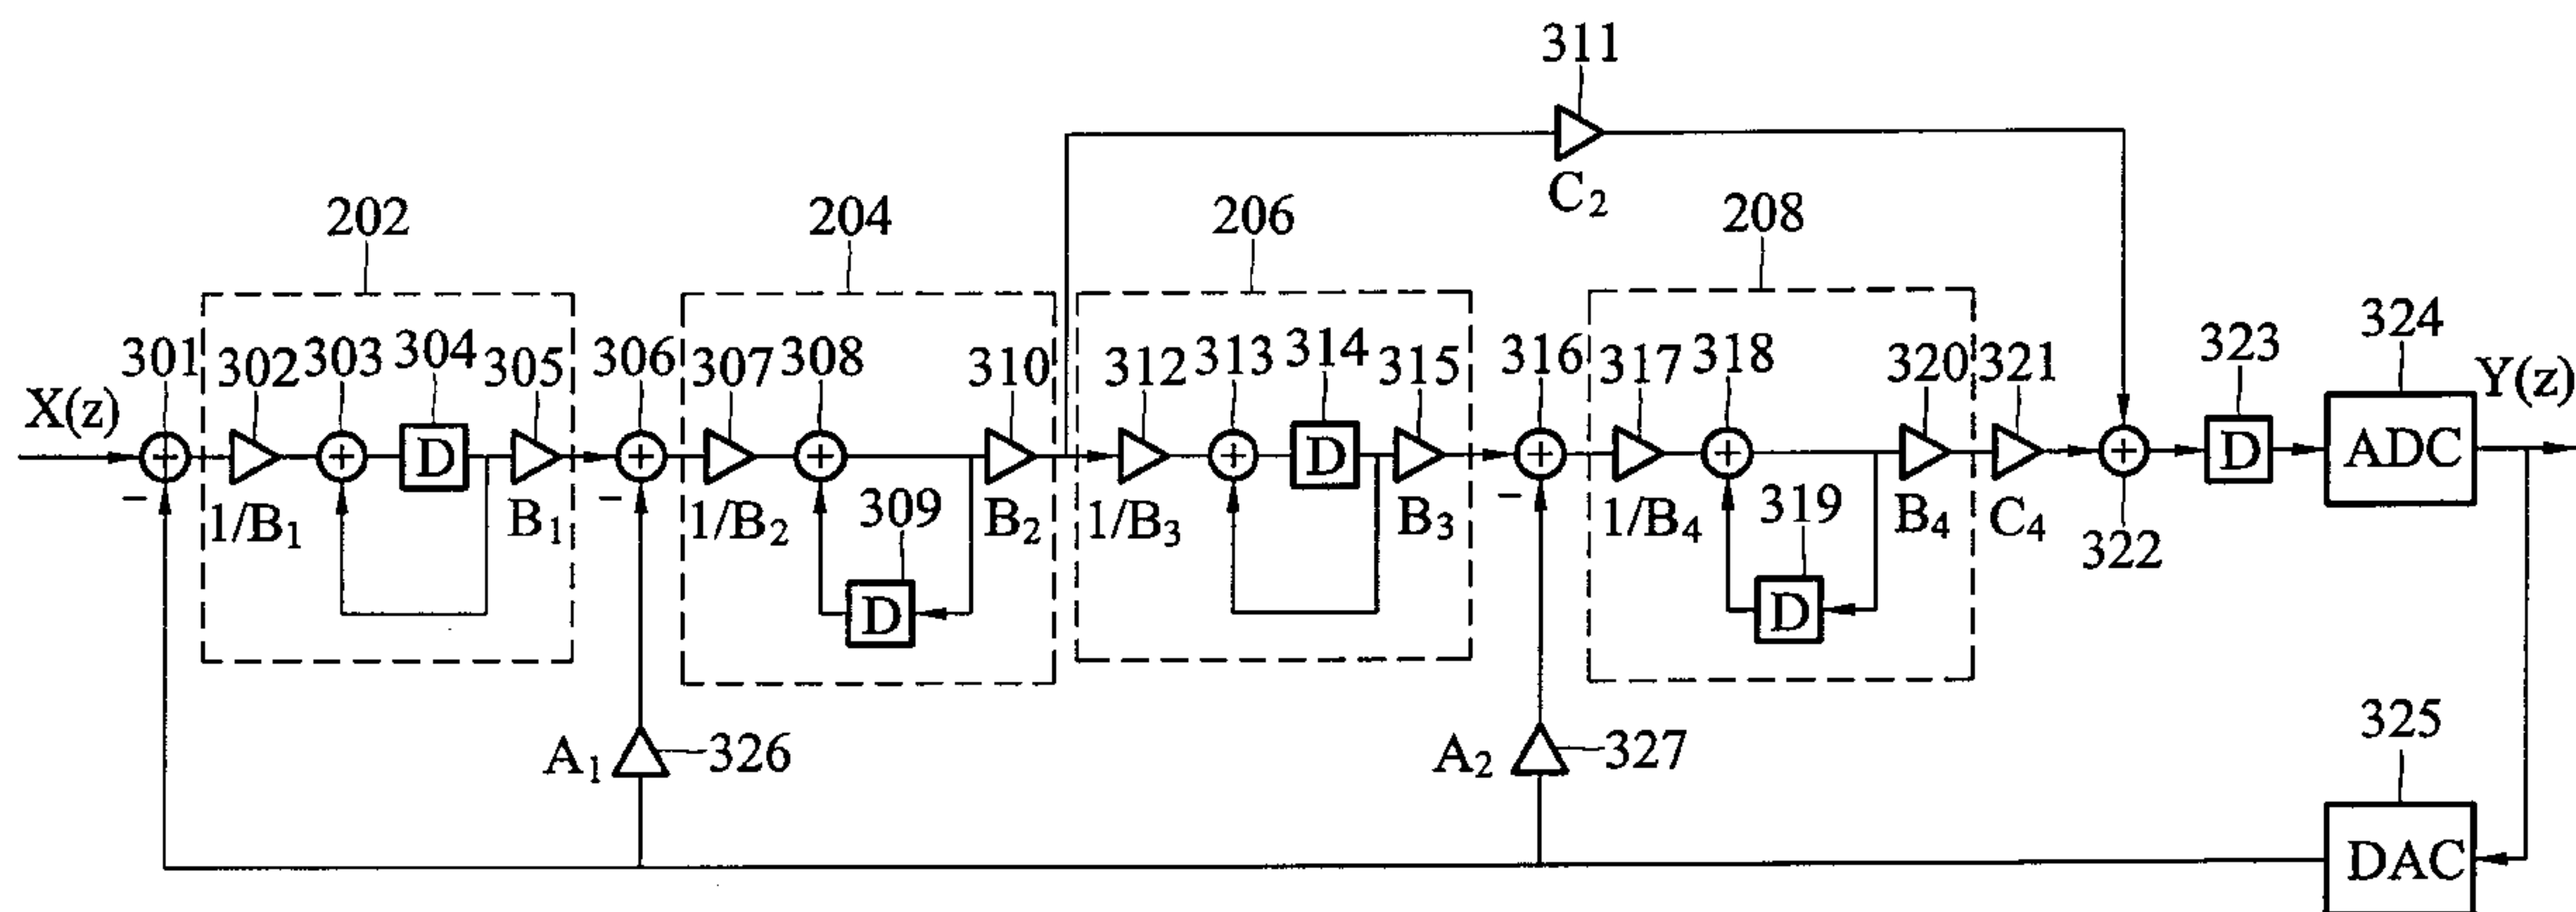 311
C₂
202
204
206
208
301
302
303
304
305
306
307
308
310
312
313
314
315
316
317
318
320
321
323
324
X(z)
+
+
D
+
+
+
D
+
+
+
D
ADC
Y(z)
-
1/B₁
B₁
-
1/B₂
309
B₂
1/B₃
B₃
-
1/B₄
319
B₄
C₄
322
D
D
325
A₁
326
A₂
327
DAC